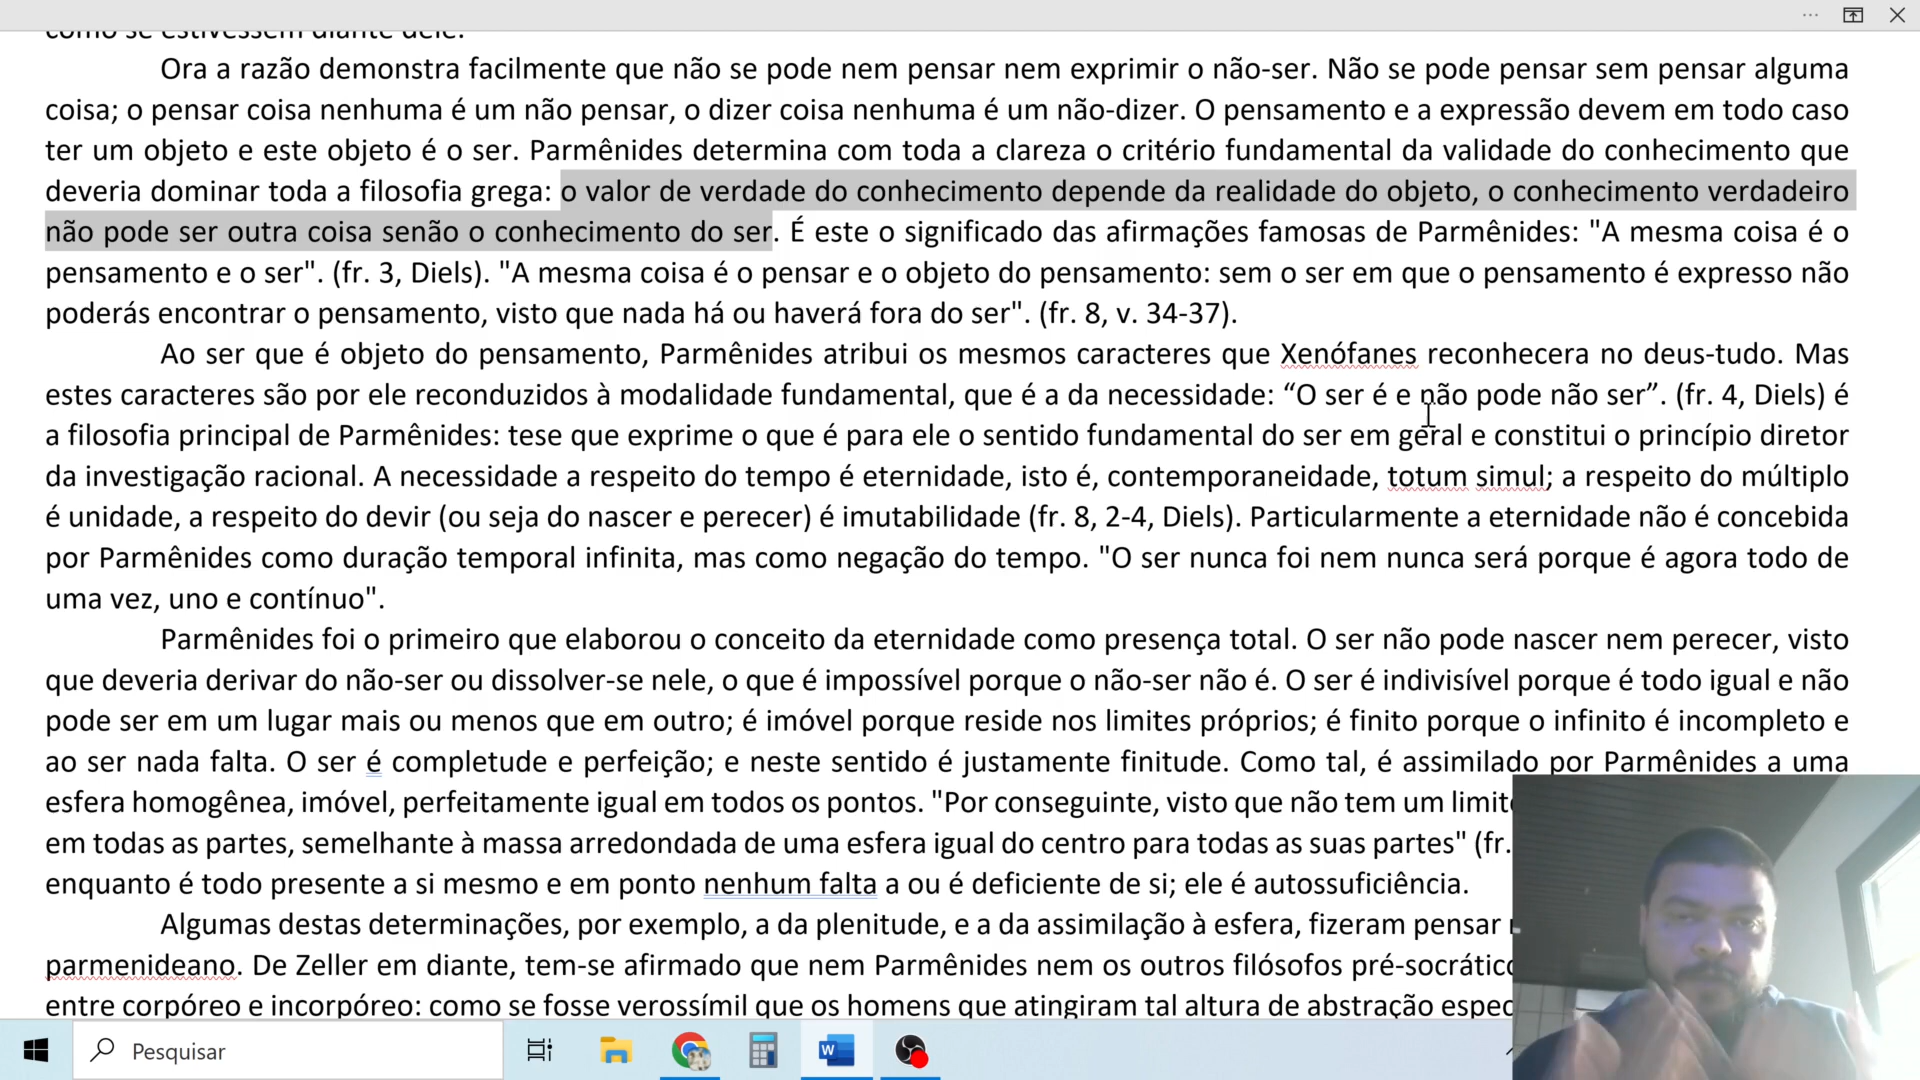 como se estivessem diante dele.
Ora a razão demonstra facilmente que não se pode nem pensar nem exprimir o não-ser. Não se pode pensar sem pensar alguma
coisa; o pensar coisa nenhuma é um não pensar, o dizer coisa nenhuma é um não-dizer. O pensamento e a expressão devem em todo caso
ter um objeto e este objeto é o ser. Parmênides determina com toda a clareza o critério fundamental da validade do conhecimento que
deveria dominar toda a filosofia grega: o valor de verdade do conhecimento depende da realidade do objeto, o conhecimento verdadeiro
não pode ser outra coisa senão o conhecimento do ser. É este o significado das afirmações famosas de Parmênides: "A mesma coisa é o
pensamento e o ser". (fr. 3, Diels). "A mesma coisa é o pensar e o objeto do pensamento: sem o ser em que o pensamento é expresso não
poderás encontrar o pensamento, visto que nada há ou haverá fora do ser". (fr. 8, v. 34-37).
Ao ser que é objeto do pensamento, Parmênides atribui os mesmos caracteres que Xenófanes reconhecera no deus-tudo. Mas
estes caracteres são por ele reconduzidos à modalidade fundamental, que é a da necessidade: “O ser é e não pode não ser”. (fr. 4, Diels) é
a filosofia principal de Parmênides: tese que exprime o que é para ele o sentido fundamental do ser em geral e constitui o princípio diretor
da investigação racional. A necessidade a respeito do tempo é eternidade, isto é, contemporaneidade, totum simul; a respeito do múltiplo
é unidade, a respeito do devir (ou seja do nascer e perecer) é imutabilidade (fr. 8, 2-4, Diels). Particularmente a eternidade não é concebida
por Parmênides como duração temporal infinita, mas como negação do tempo. "O ser nunca foi nem nunca será porque é agora todo de
uma vez, uno e contínuo".
Parmênides foi o primeiro que elaborou o conceito da eternidade como presença total. O ser não pode nascer nem perecer, visto
que deveria derivar do não-ser ou dissolver-se nele, o que é impossível porque o não-ser não é. O ser é indivisível porque é todo igual e não
pode ser em um lugar mais ou menos que em outro; é imóvel porque reside nos limites próprios; é finito porque o infinito é incompleto e
ao ser nada falta. O ser é completude e perfeição; e neste sentido é justamente finitude. Como tal, é assimilado por Parmênides a uma
esfera homogênea, imóvel, perfeitamente igual em todos os pontos. "Por conseguinte, visto que não tem um limit
em todas as partes, semelhante à massa arredondada de uma esfera igual do centro para todas as suas partes" (fr.
enquanto é todo presente a si mesmo e em ponto nenhum falta a ou é deficiente de si; ele é autossuficiência.
Algumas destas determinações, por exemplo, a da plenitude, e a da assimilação à esfera, fizeram pensar
parmenideano. De Zeller em diante, tem-se afirmado que nem Parmênides nem os outros filósofos pré-socrátic
entre corpóreo e incorpóreo: como se fosse verossímil que os homens que atingiram tal altura de abstração espec
Pesquisar